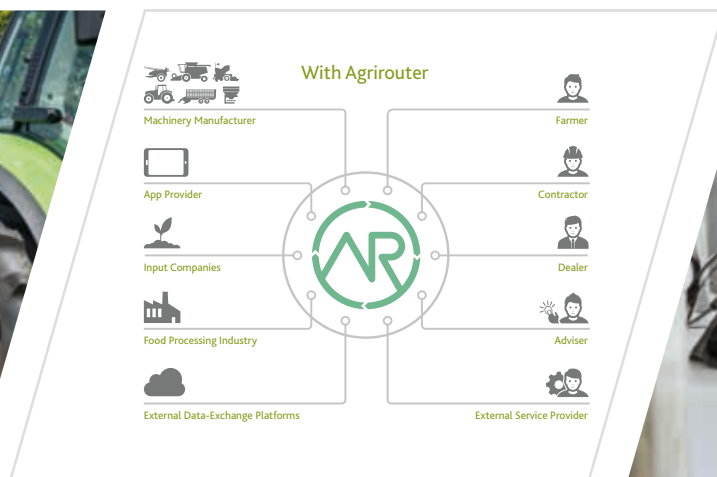 With Agrirouter
Machinery Manufacturer
Farmer
App Provider
Contractor
AR
Input Companies
Dealer
Food Processing Industry
Adviser
External Data-Exchange Platforms
External Service Provider